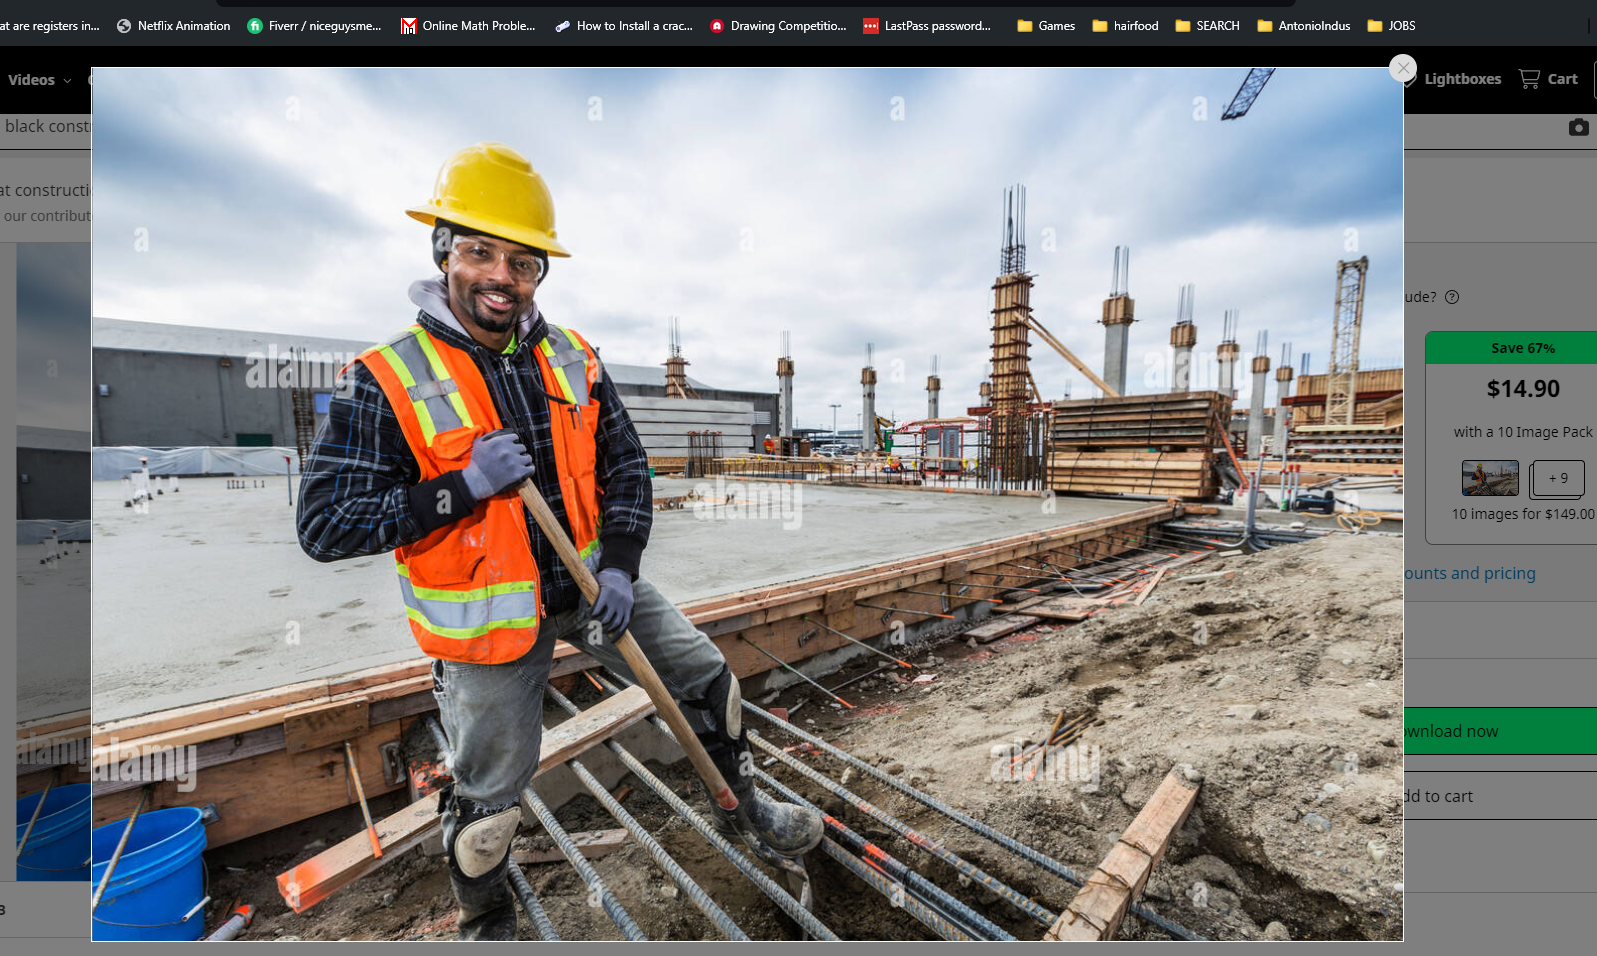 at are registers in...
Netflix Animation
Fiverr / niceguysme...
Online Math Proble...
How to Install a crac...
Drawing Competitio...
LastPass password...
Games
hairfood
SEARCH
AntonioIndus
JOBS
Videos
Lightboxes
Cart
black const
at constructi
our contribut
ude?
Save 67%
$14.90
with a 10 Image Pack
+ 9
10 images for $149.00
ounts and pricing
wnload now
dd to cart
3
a a a a
a a a a a
alamy a a alamy
a
a a alamy a a
a a a a
alamy alamy a alamy a
a a a a